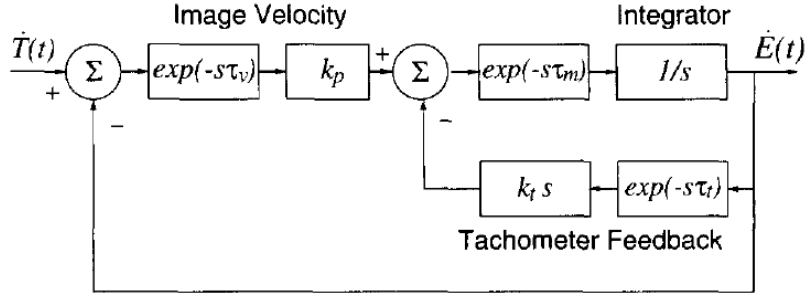 Image Velocity
Integrator
Ṫ(t)
+
Σ
−
exp(-sτᵥ)
kₚ
+
Σ
−
exp(-sτₘ)
1/s
Ė(t)
kₜ s
exp(-sτₜ)
Tachometer Feedback